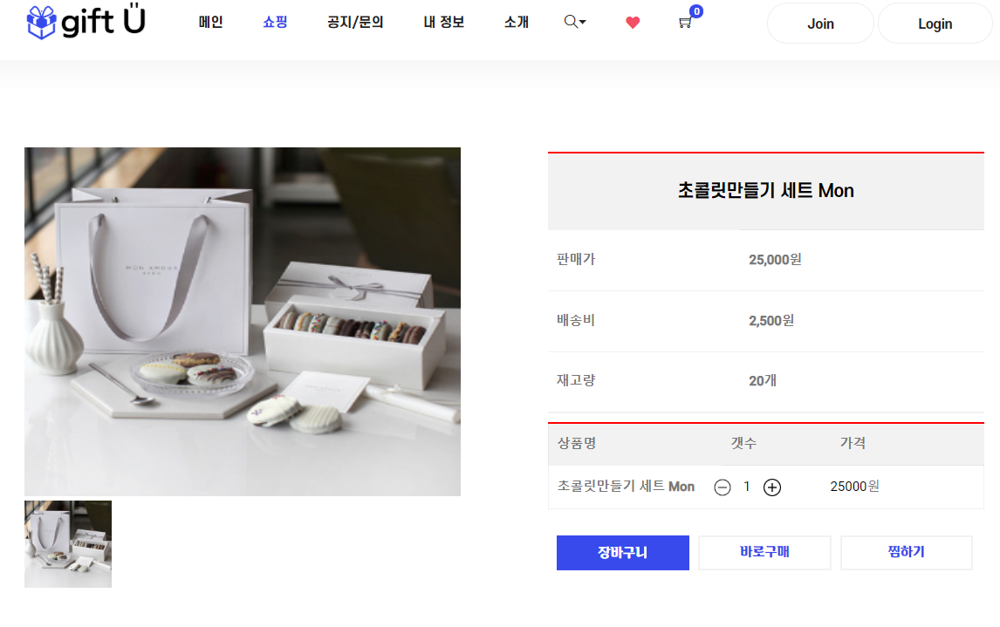 gift Ü
메인 쇼핑 공지/문의 내 정보 소개 0 Join Login
초콜릿만들기 세트 Mon
판매가 25,000원
배송비 2,500원
재고량 20개
상품명 갯수 가격
초콜릿만들기 세트 Mon 1 25000원
장바구니 바로구매 찜하기